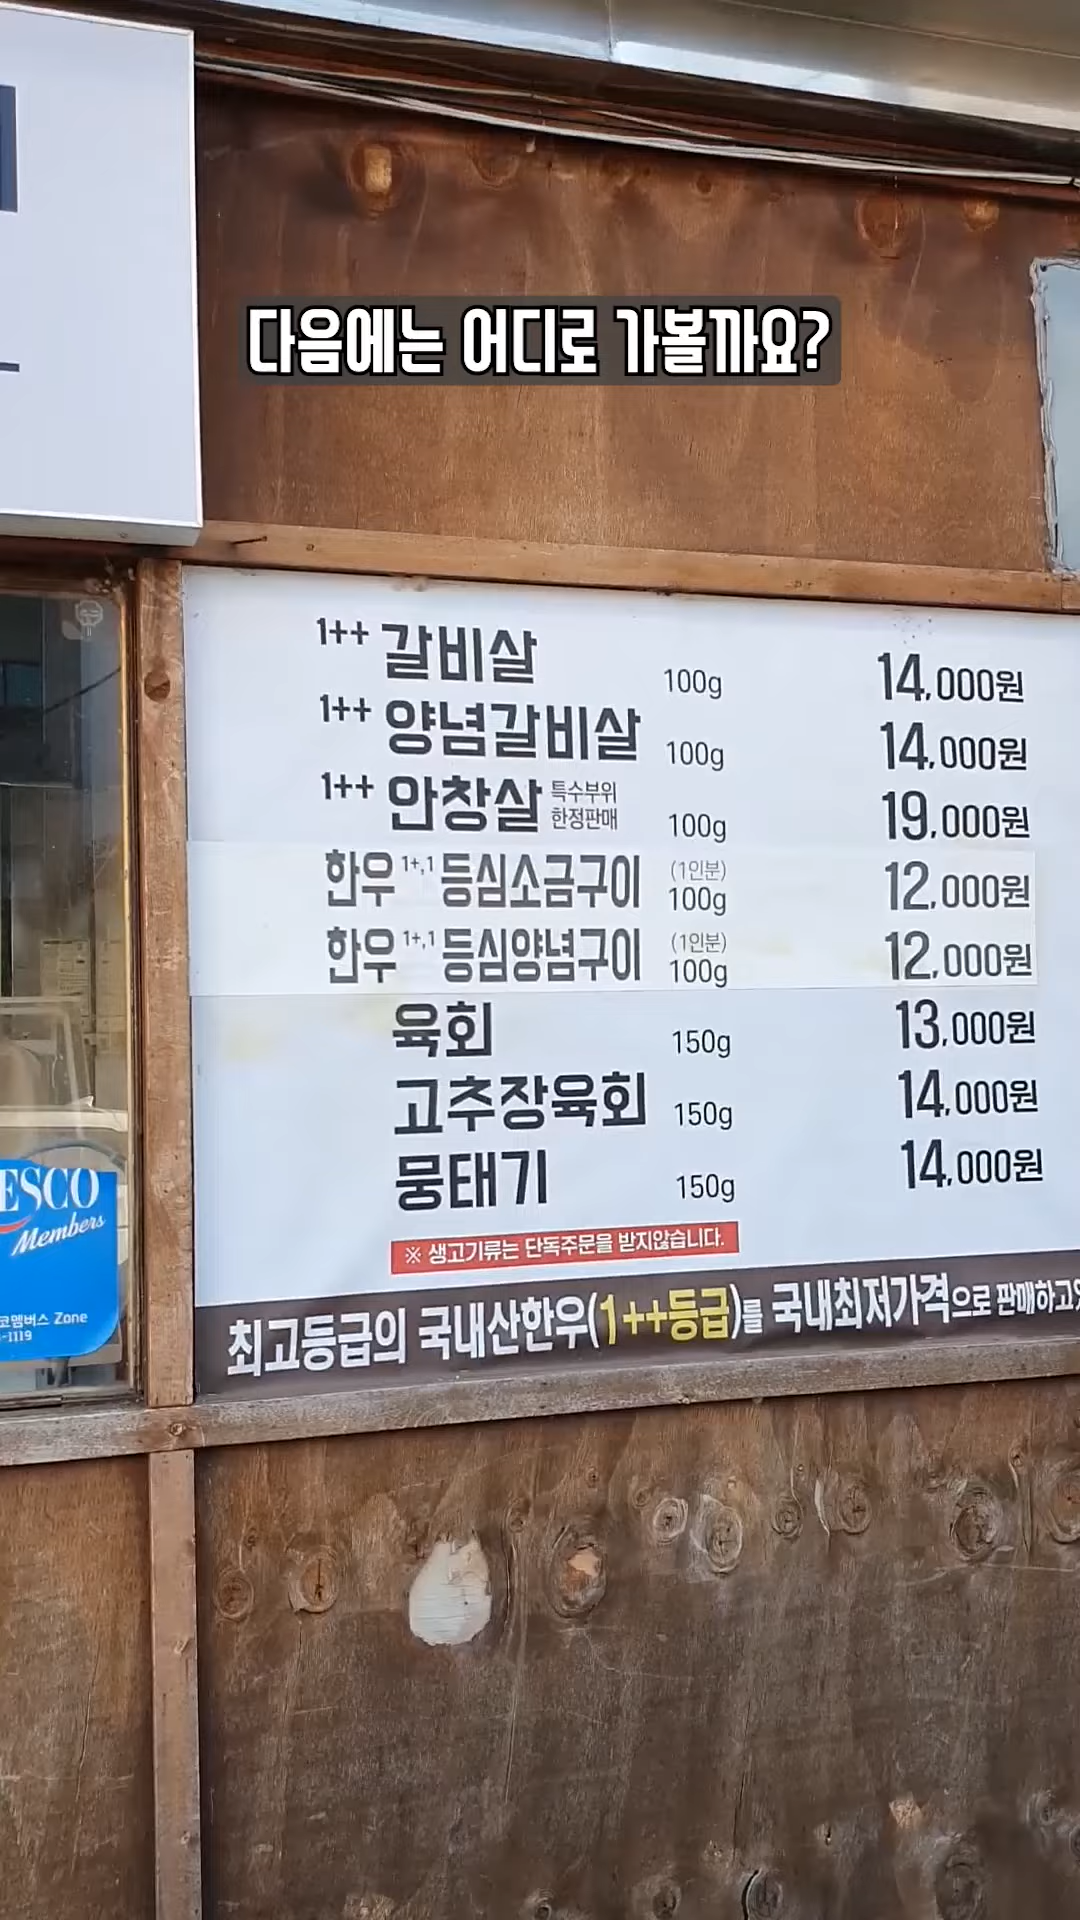 다음에는 어디로 가볼까요?
1++ 갈비살 100g 14,000원
1++ 양념갈비살 100g 14,000원
1++ 안창살 특수부위 한정판매 100g 19,000원
한우 1+,1 등심소금구이 (1인분) 100g 12,000원
한우 1+,1 등심양념구이 (1인분) 100g 12,000원
육회 150g 13,000원
고추장육회 150g 14,000원
뭉태기 150g 14,000원
※ 생고기류는 단독주문을 받지않습니다.
최고등급의 국내산한우(1++등급)를 국내최저가격으로 판매하고
ESCO
Members
코멤버스 Zone
-1119